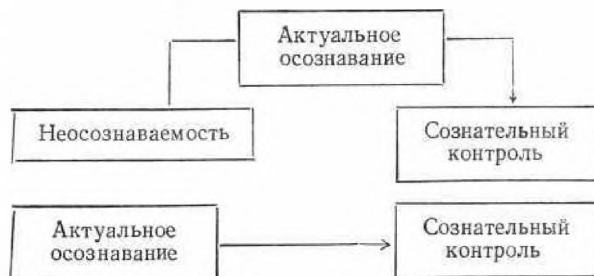 Актуальное
осознавание
Неосознаваемость
Сознательный
контроль
Актуальное
осознавание
Сознательный
контроль